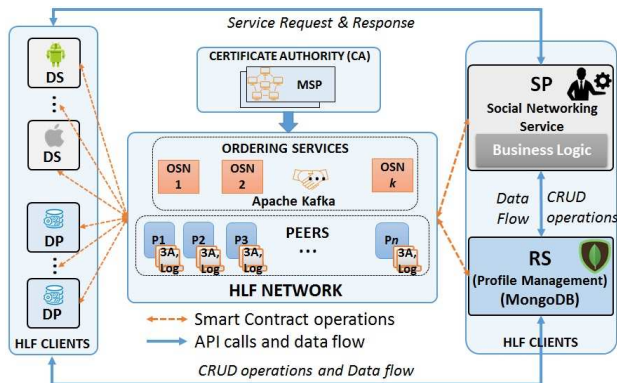 Service Request & Response
DS
DS
DP
DP
HLF CLIENTS
CERTIFICATE AUTHORITY (CA)
MSP
ORDERING SERVICES
OSN
1
OSN
2
OSN
k
Apache Kafka
PEERS
P1
3A,
Log
P2
3A,
Log
P3
3A,
Log
...
Pn
3A,
Log
HLF NETWORK
Smart Contract operations
API calls and data flow
SP
Social Networking
Service
Business Logic
Data
Flow
CRUD
operations
RS
(Profile Management)
(MongoDB)
HLF CLIENTS
CRUD operations and Data flow